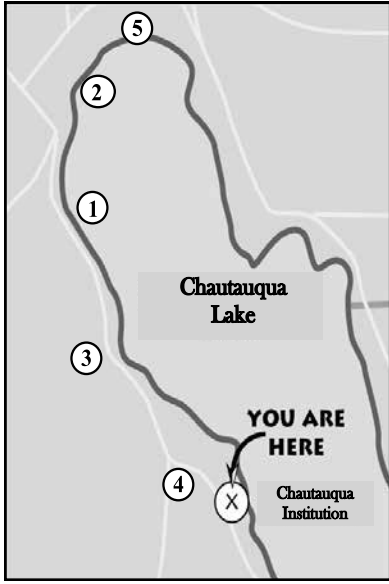 5
2
1
Chautauqua
Lake
3
YOU ARE
HERE
4
X
Chautauqua
Institution